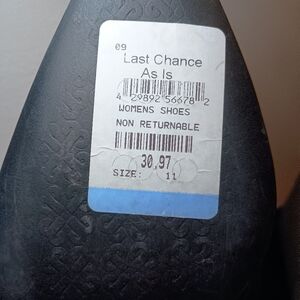 09
Last Chance
As Is
4 29892 56678 2
WOMENS SHOES
NON RETURNABLE
30.97
SIZE: 11